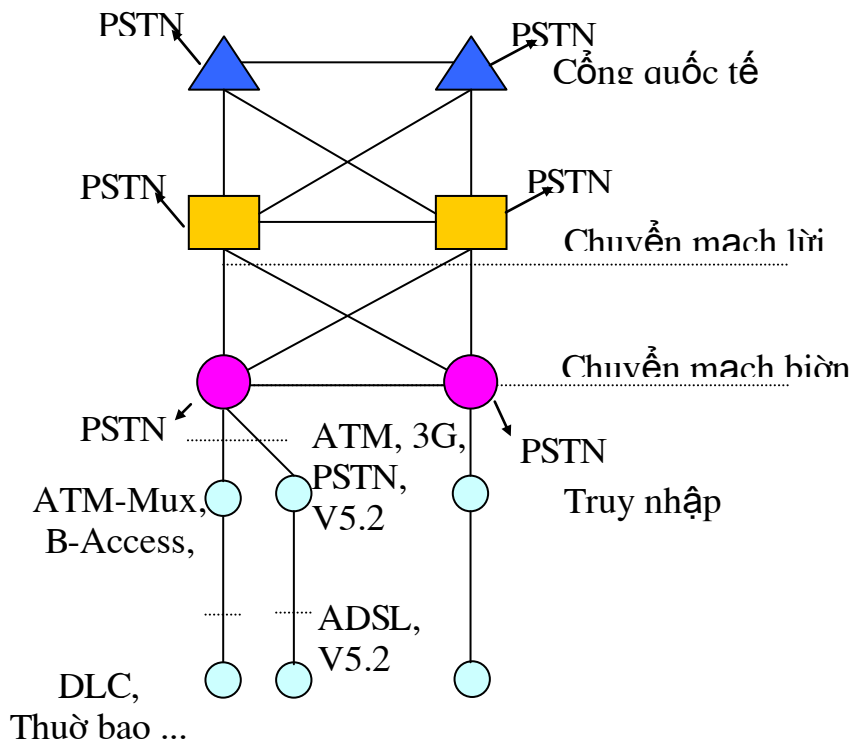 PSTN
PSTN
Cổng quốc tế
PSTN
PSTN
Chuyển mạch lời
Chuyển mạch biờn
PSTN
ATM, 3G,
PSTN,
V5.2
PSTN
ATM-Mux,
B-Access,
Truy nhập
ADSL,
V5.2
DLC,
Thuờ bao ...